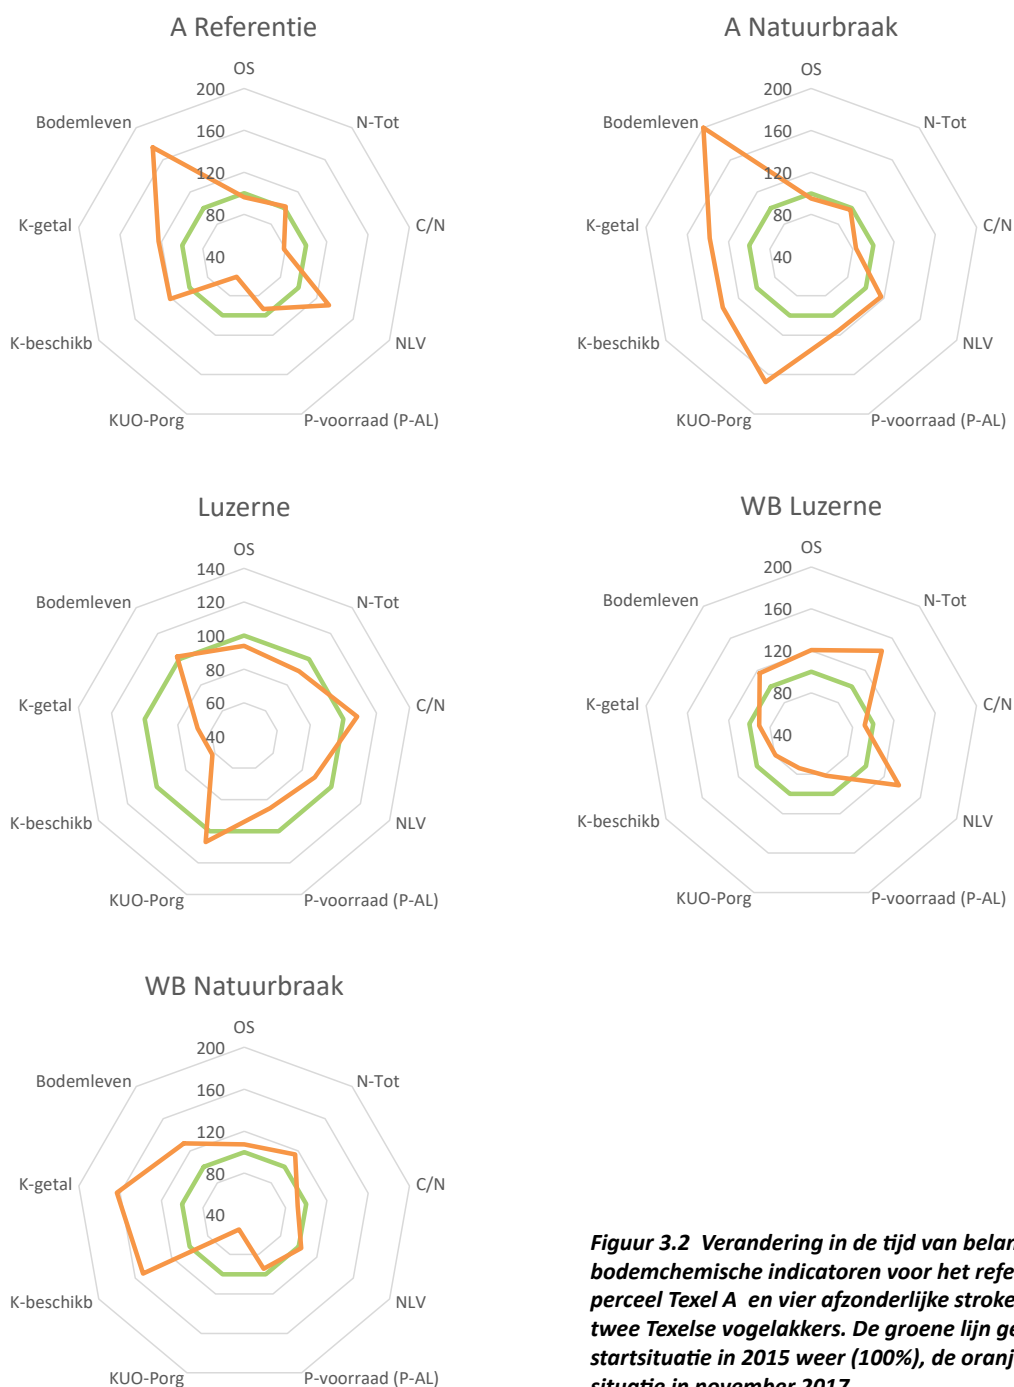 A Referentie
OS
200
160
120
80
40
N-Tot
C/N
NLV
P-voorraad (P-AL)
KUO-Porg
K-beschikb
K-getal
Bodemleven
A Natuurbraak
OS
200
160
120
80
40
N-Tot
C/N
NLV
P-voorraad (P-AL)
KUO-Porg
K-beschikb
K-getal
Bodemleven
Luzerne
OS
140
120
100
80
60
40
N-Tot
C/N
NLV
P-voorraad (P-AL)
KUO-Porg
K-beschikb
K-getal
Bodemleven
WB Luzerne
OS
200
160
120
80
40
N-Tot
C/N
NLV
P-voorraad (P-AL)
KUO-Porg
K-beschikb
K-getal
Bodemleven
WB Natuurbraak
OS
200
160
120
80
40
N-Tot
C/N
NLV
P-voorraad (P-AL)
KUO-Porg
K-beschikb
K-getal
Bodemleven
Figuur 3.2 Verandering in de tijd van
bodemchemische indicatoren voor het
perceel Texel A en vier afzonderlijke
twee Texelse vogelakkers. De groene lijn
startsituatie in 2015 weer (100%), de
situatie in november 2017